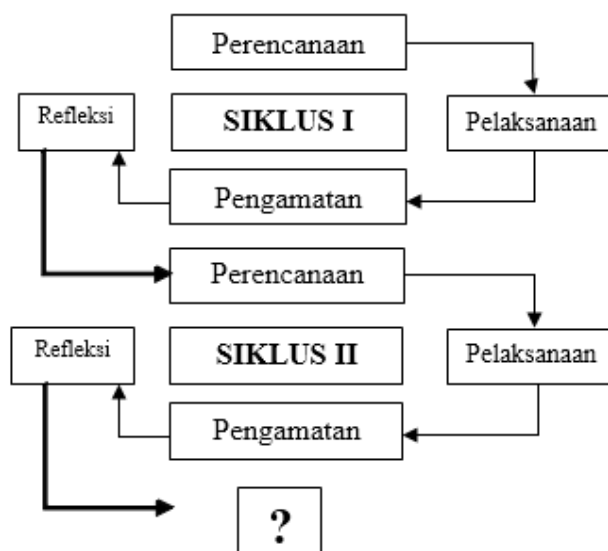 Perencanaan
Refleksi
SIKLUS I
Pelaksanaan
Pengamatan
Perencanaan
Refleksi
SIKLUS II
Pelaksanaan
Pengamatan
?